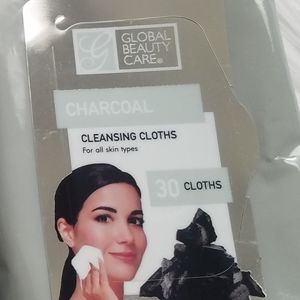 G
GLOBAL
BEAUTY
CARE®
CHARCOAL
CLEANSING CLOTHS
For all skin types
30 CLOTHS